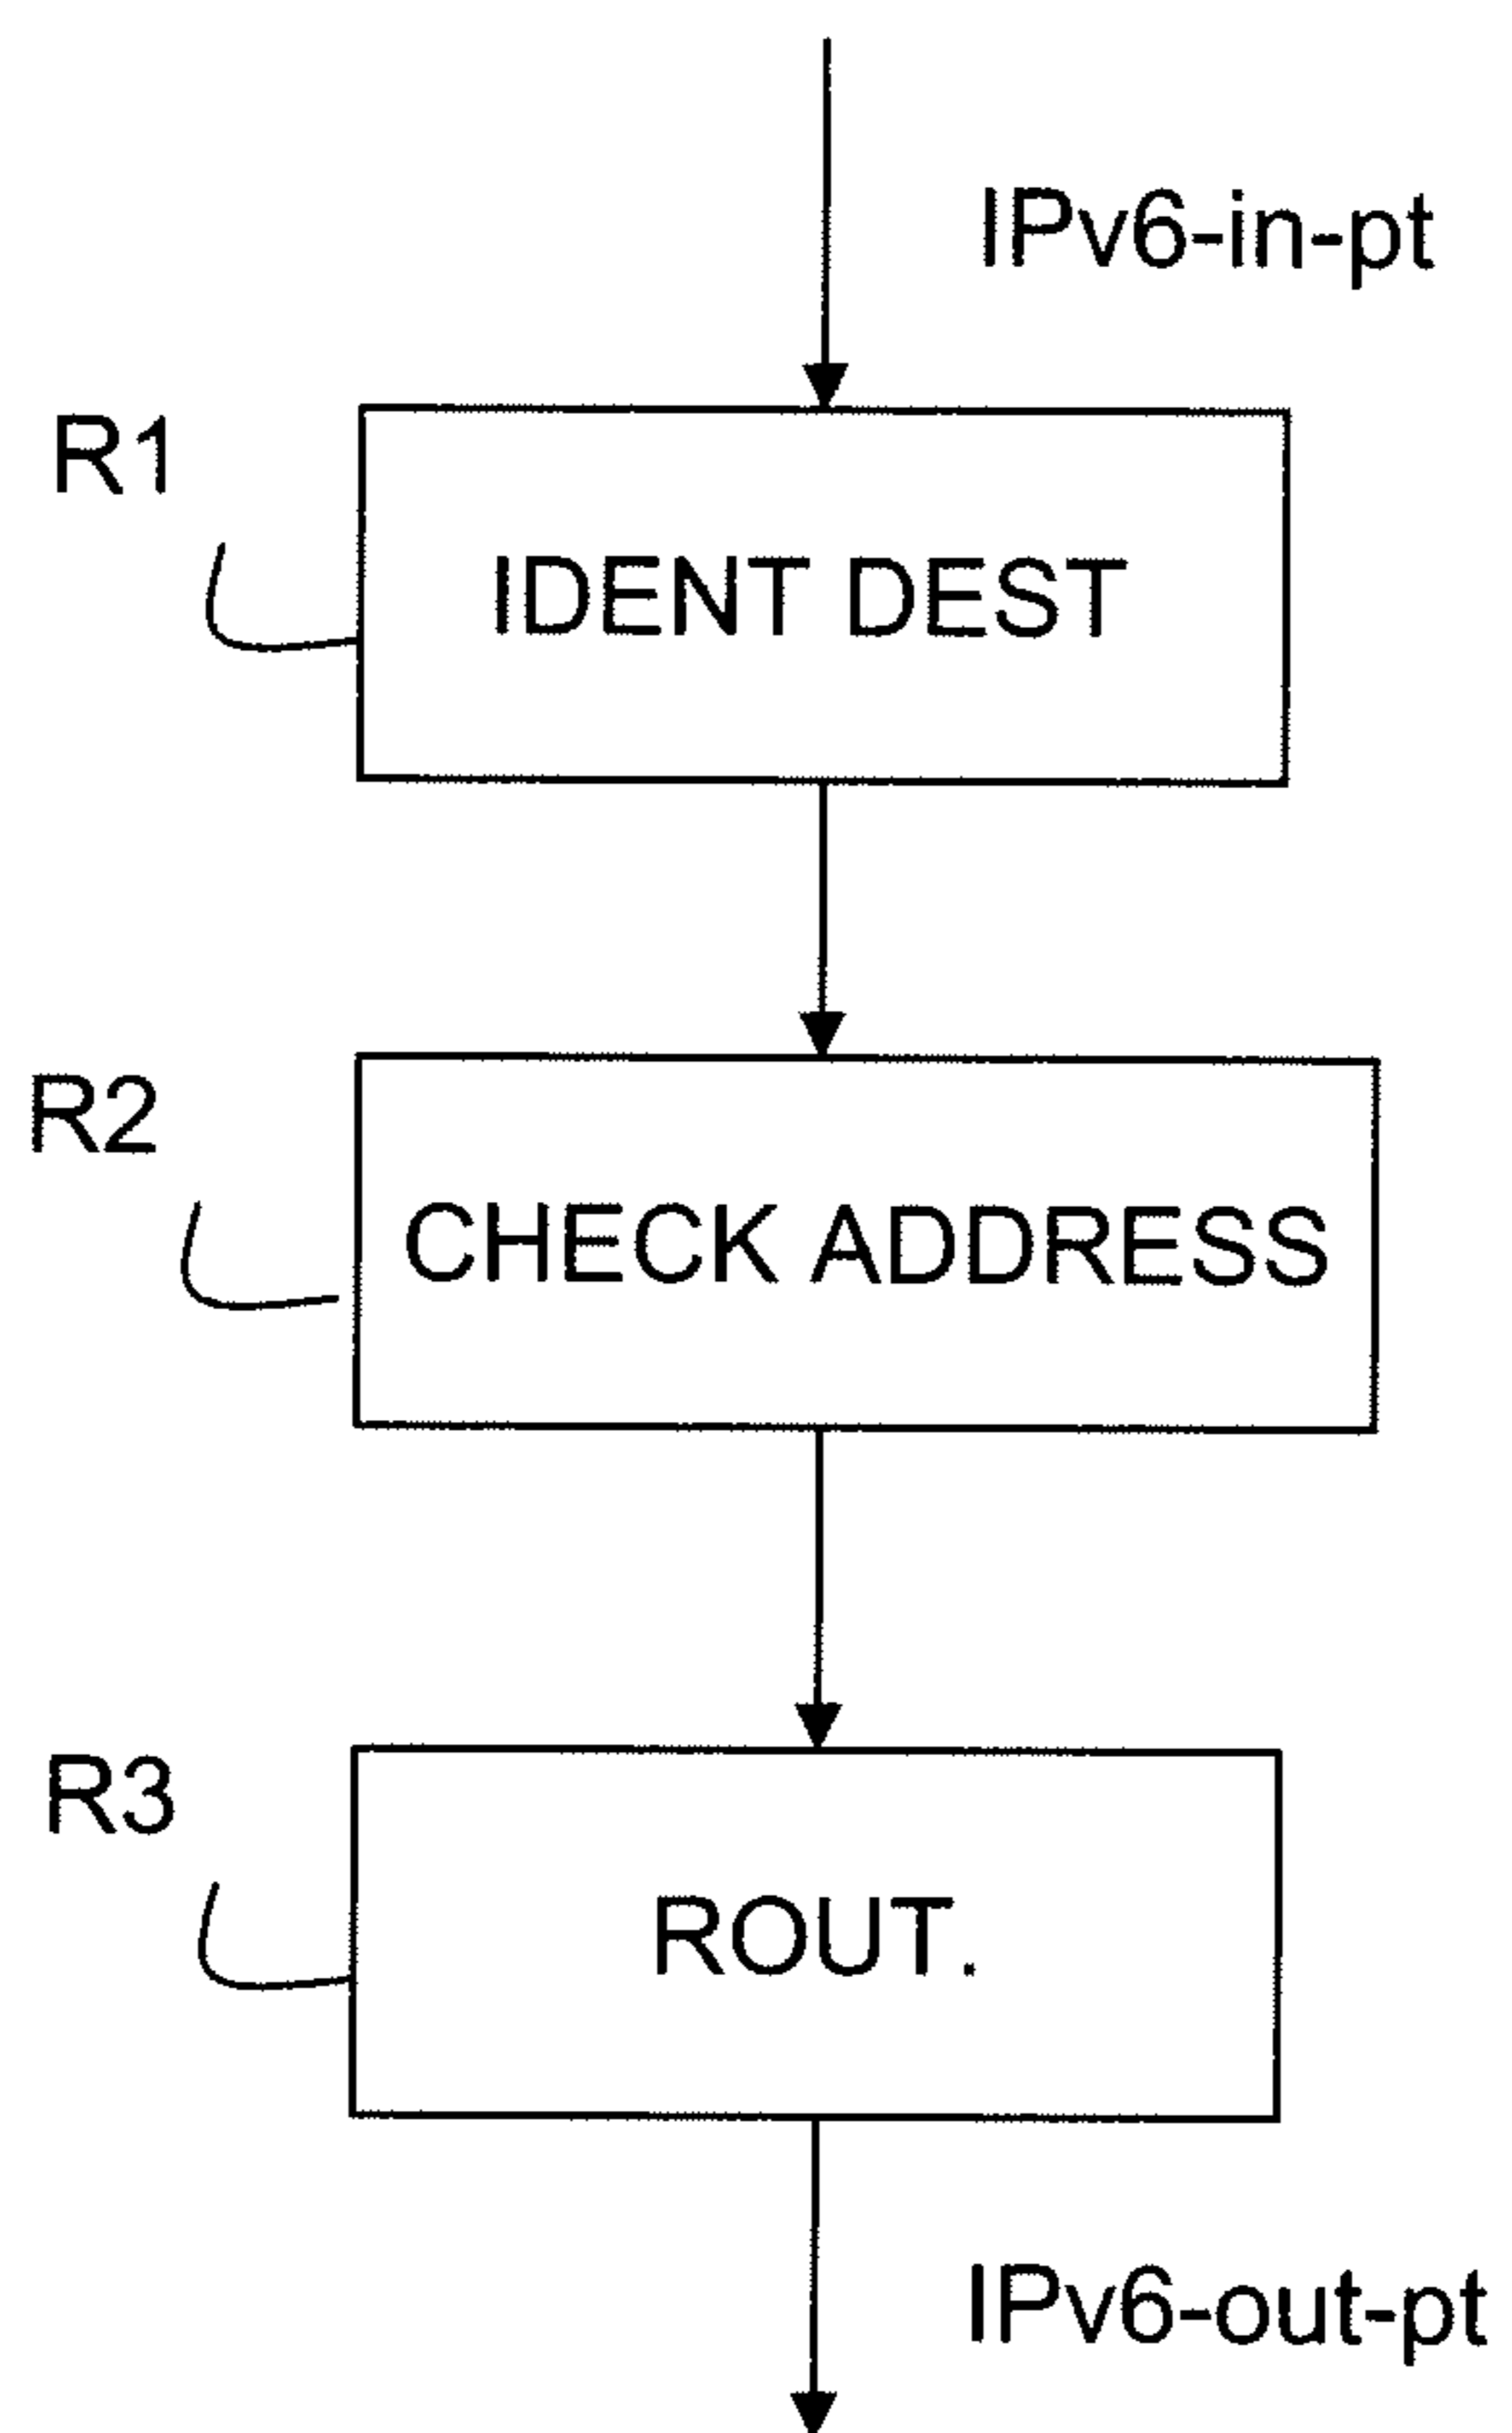 IPv6-in-pt
R1
IDENT DEST
R2
CHECK ADDRESS
R3
ROUT.
IPv6-out-pt